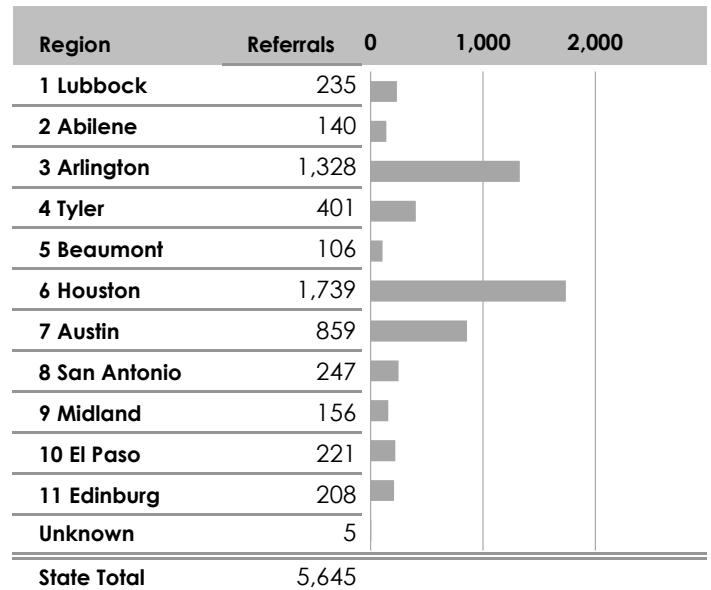 Region Referrals 0 1,000 2,000
1 Lubbock 235
2 Abilene 140
3 Arlington 1,328
4 Tyler 401
5 Beaumont 106
6 Houston 1,739
7 Austin 859
8 San Antonio 247
9 Midland 156
10 El Paso 221
11 Edinburg 208
Unknown 5
State Total 5,645